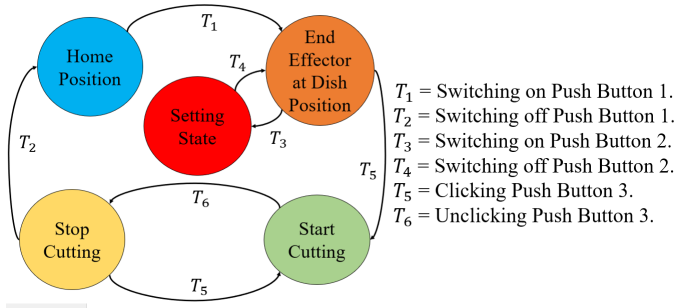 Home
Position
T₁
End
Effector
at Dish
Position
T₄
Setting
State
T₃
T₂
T₅
T₆
Stop
Cutting
Start
Cutting
T₅
T₁ = Switching on Push Button 1.
T₂ = Switching off Push Button 1.
T₃ = Switching on Push Button 2.
T₄ = Switching off Push Button 2.
T₅ = Clicking Push Button 3.
T₆ = Unclicking Push Button 3.